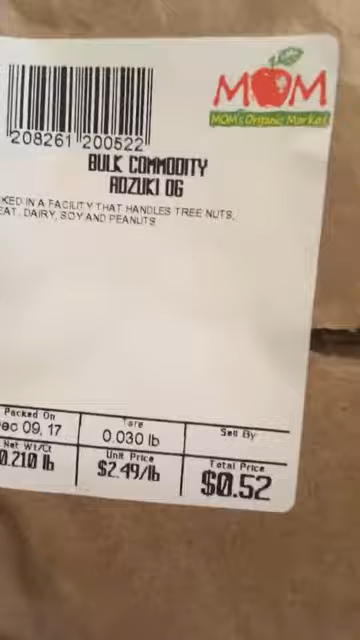 MOM
MOM's Organic Market
208261 200522
BULK COMMODITY
ADZUKI OG
KED IN A FACILITY THAT HANDLES TREE NUTS,
EAT, DAIRY, SOY AND PEANUTS
Packed On
ec 09, 17
Tare
0.030 lb
Sell By
Net Wt/Ct
0.210 lb
Unit Price
$2.49/lb
Total Price
$0.52